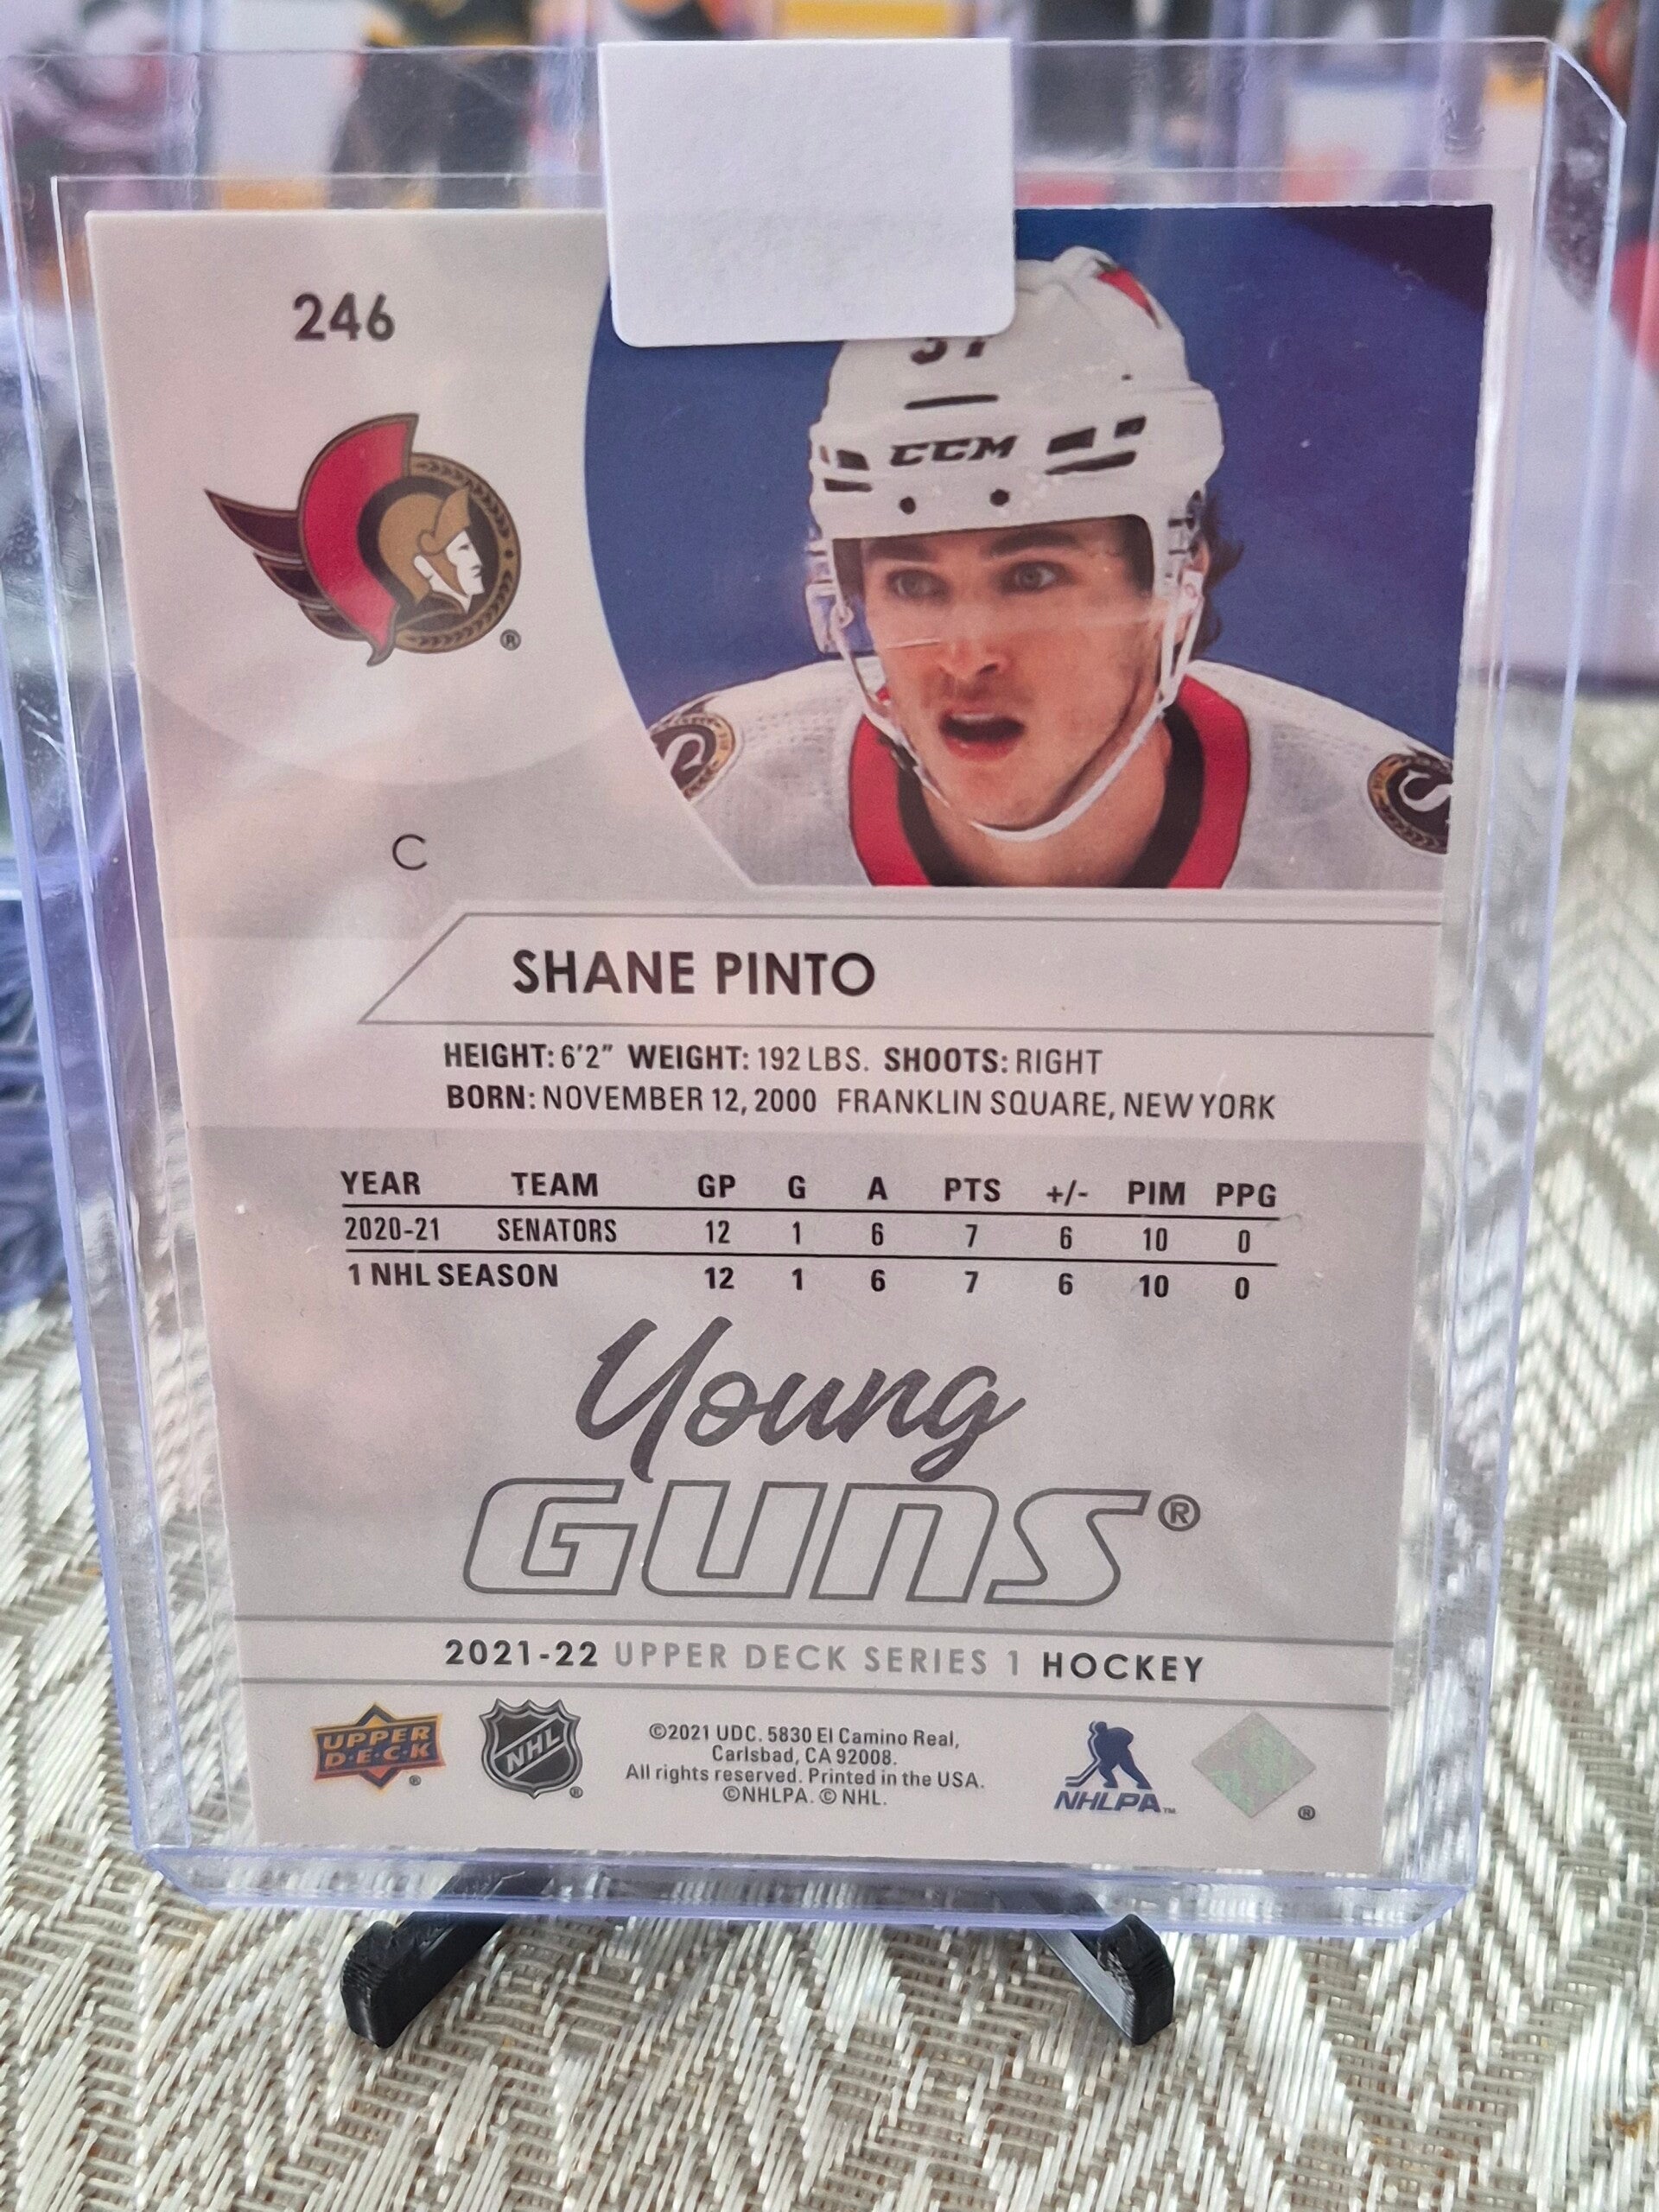 246
CCM
C
SHANE PINTO
HEIGHT: 6'2" WEIGHT: 192 LBS. SHOOTS: RIGHT
BORN: NOVEMBER 12, 2000 FRANKLIN SQUARE, NEW YORK
YEAR TEAM GP G A PTS +/- PIM PPG
2020-21 SENATORS 12 1 6 7 6 10 0
1 NHL SEASON 12 1 6 7 6 10 0
Young
GUNS®
2021-22 UPPER DECK SERIES 1 HOCKEY
UPPER
D·E·C·K
®
NHL
®
©2021 UDC. 5830 El Camino Real,
Carlsbad, CA 92008.
All rights reserved. Printed in the USA.
©NHLPA. © NHL.
NHLPA™
®